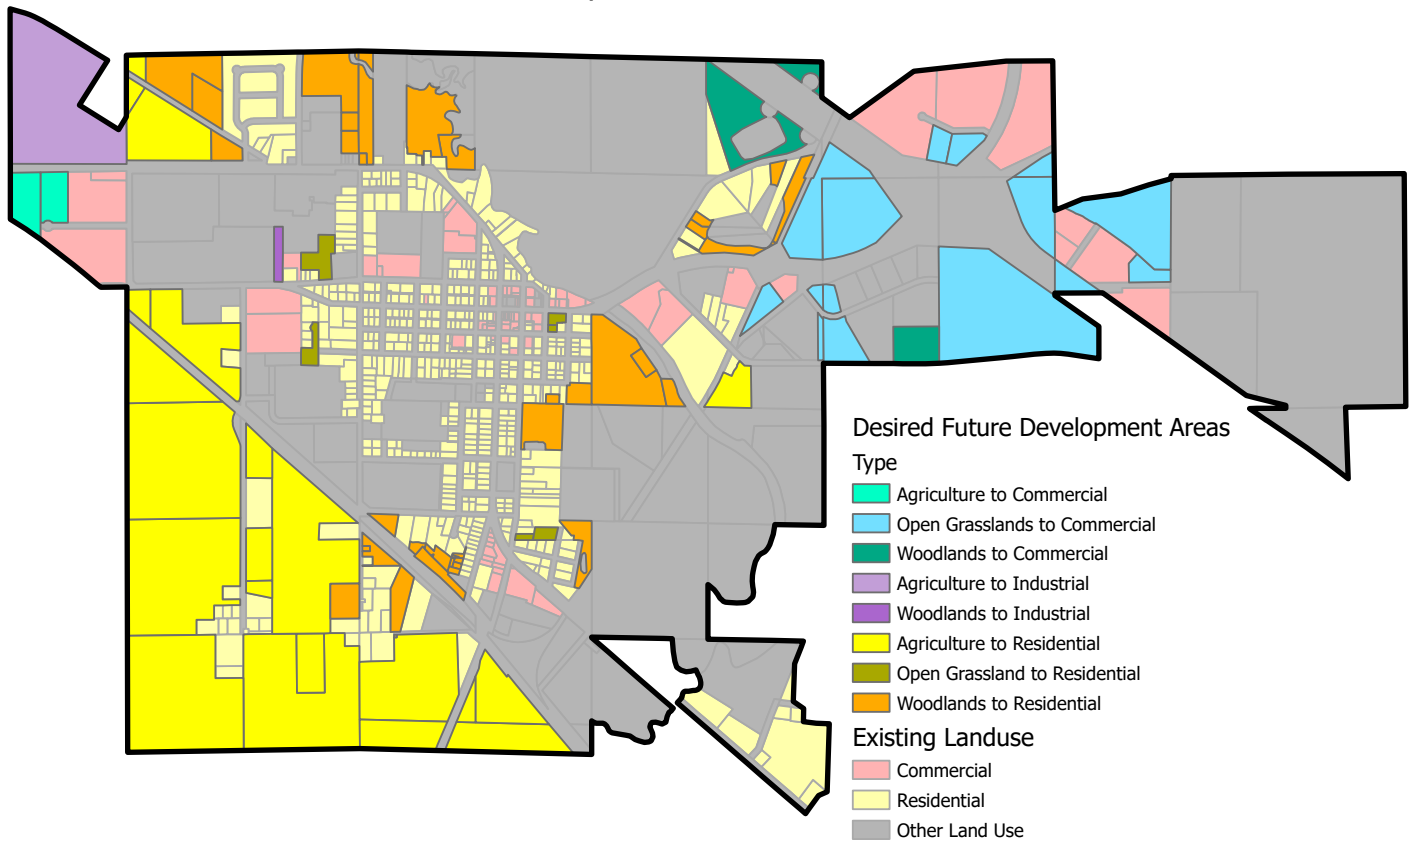 Desired Future Development Areas
Type
Agriculture to Commercial
Open Grasslands to Commercial
Woodlands to Commercial
Agriculture to Industrial
Woodlands to Industrial
Agriculture to Residential
Open Grassland to Residential
Woodlands to Residential
Existing Landuse
Commercial
Residential
Other Land Use